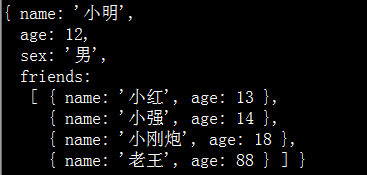 { name: '小明',
age: 12,
sex: '男',
friends:
[ { name: '小红', age: 13 },
{ name: '小强', age: 14 },
{ name: '小刚炮', age: 18 },
{ name: '老王', age: 88 } ] }